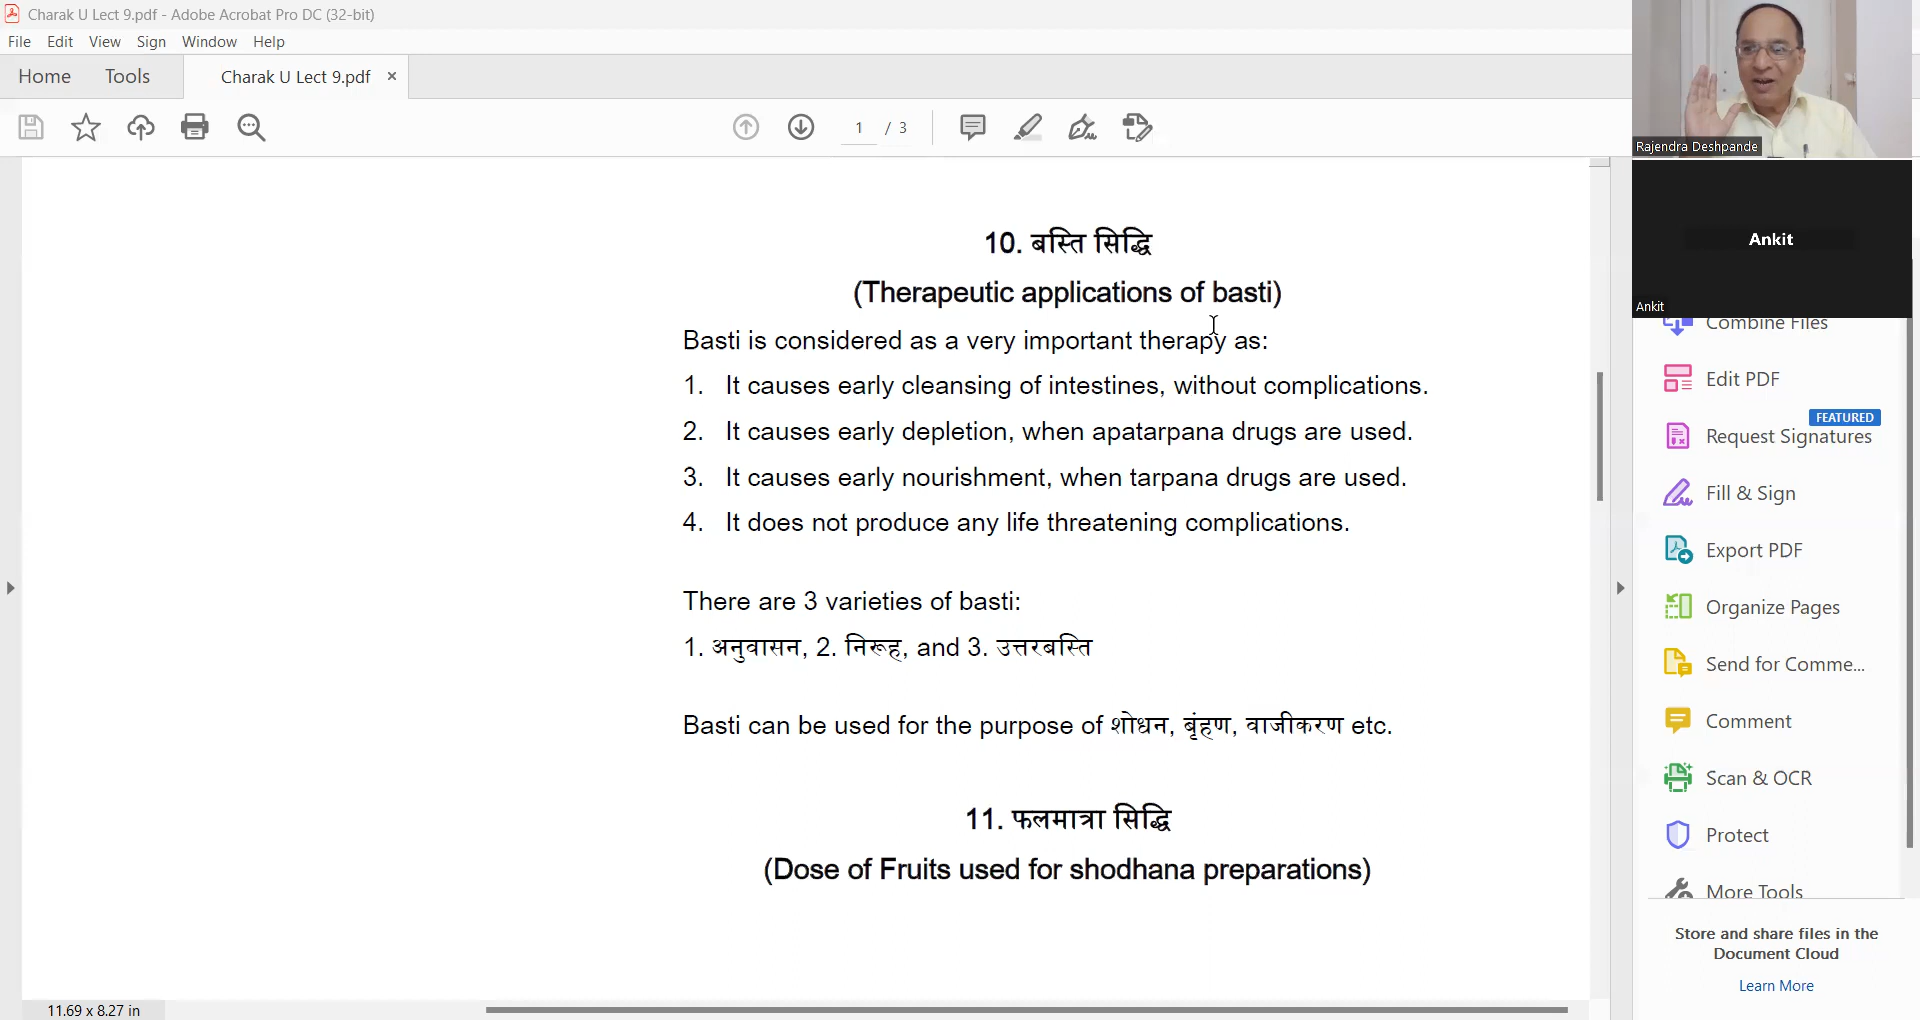 Charak U Lect 9.pdf - Adobe Acrobat Pro DC (32-bit)
File Edit View Sign Window Help
Home Tools Charak U Lect 9.pdf ×
1 / 3
10. बस्ति सिद्धि
(Therapeutic applications of basti)
Basti is considered as a very important therapy as:
1. It causes early cleansing of intestines, without complications.
2. It causes early depletion, when apatarpana drugs are used.
3. It causes early nourishment, when tarpana drugs are used.
4. It does not produce any life threatening complications.
There are 3 varieties of basti:
1. अनुवासन, 2. निरूह, and 3. उत्तरबस्ति
Basti can be used for the purpose of शोधन, बृंहण, वाजीकरण etc.
11. फलमात्रा सिद्धि
(Dose of Fruits used for shodhana preparations)
11.69 x 8.27 in
Rajendra Deshpande
Ankit
Ankit
Combine Files
Edit PDF
FEATURED
Request Signatures
Fill & Sign
Export PDF
Organize Pages
Send for Comme...
Comment
Scan & OCR
Protect
More Tools
Store and share files in the
Document Cloud
Learn More